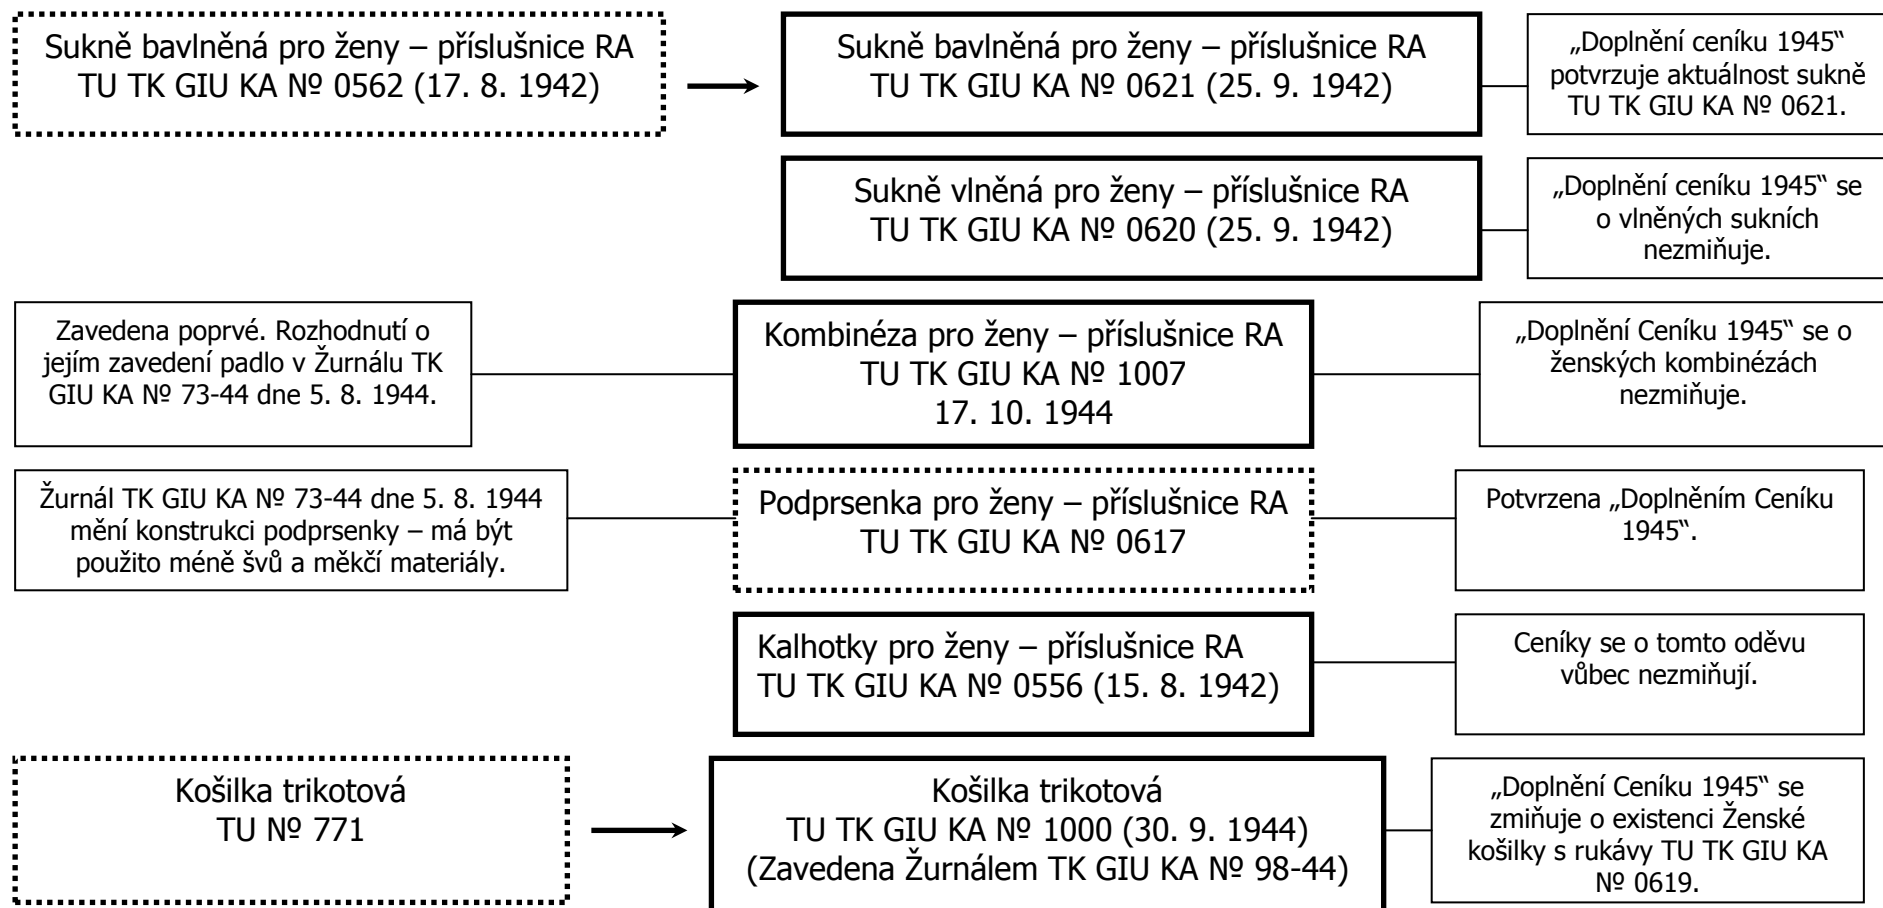 Sukně bavlněná pro ženy – příslušnice RA
TU TK GIU KA № 0562 (17. 8. 1942)
Sukně bavlněná pro ženy – příslušnice RA
TU TK GIU KA № 0621 (25. 9. 1942)
„Doplnění ceníku 1945“
potvrzuje aktuálnost sukně
TU TK GIU KA № 0621.
Sukně vlněná pro ženy – příslušnice RA
TU TK GIU KA № 0620 (25. 9. 1942)
„Doplnění ceníku 1945“ se
o vlněných sukních
nezmiňuje.
Zavedena poprvé. Rozhodnutí o
jejím zavedení padlo v Žurnálu TK
GIU KA № 73-44 dne 5. 8. 1944.
Kombinéza pro ženy – příslušnice RA
TU TK GIU KA № 1007
17. 10. 1944
„Doplnění Ceníku 1945“ se o
ženských kombinézách
nezmiňuje.
Žurnál TK GIU KA № 73-44 dne 5. 8. 1944
mění konstrukci podprsenky – má být
použito méně švů a měkčí materiály.
Podprsenka pro ženy – příslušnice RA
TU TK GIU KA № 0617
Potvrzena „Doplněním Ceníku
1945“.
Kalhotky pro ženy – příslušnice RA
TU TK GIU KA № 0556 (15. 8. 1942)
Ceníky se o tomto oděvu
vůbec nezmiňují.
Košilka trikotová
TU № 771
Košilka trikotová
TU TK GIU KA № 1000 (30. 9. 1944)
(Zavedena Žurnálem TK GIU KA № 98-44)
„Doplnění Ceníku 1945“ se
zmiňuje o existenci Ženské
košilky s rukávy TU TK GIU KA
№ 0619.